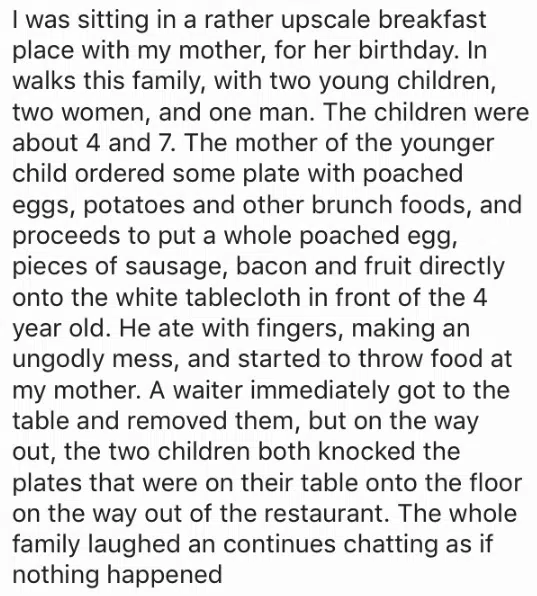 I was sitting in a rather upscale breakfast
place with my mother, for her birthday. In
walks this family, with two young children,
two women, and one man. The children were
about 4 and 7. The mother of the younger
child ordered some plate with poached
eggs, potatoes and other brunch foods, and
proceeds to put a whole poached egg,
pieces of sausage, bacon and fruit directly
onto the white tablecloth in front of the 4
year old. He ate with fingers, making an
ungodly mess, and started to throw food at
my mother. A waiter immediately got to the
table and removed them, but on the way
out, the two children both knocked the
plates that were on their table onto the floor
on the way out of the restaurant. The whole
family laughed an continues chatting as if
nothing happened